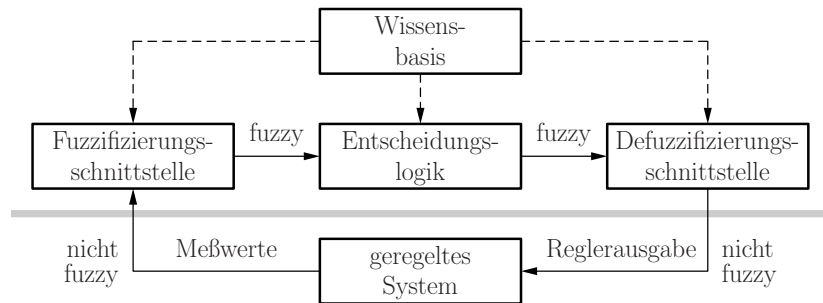 Wissens-
basis
Fuzzifizierungs-
schnittstelle
fuzzy
Entscheidungs-
logik
fuzzy
Defuzzifizierungs-
schnittstelle
nicht
fuzzy
Meßwerte
geregeltes
System
Reglerausgabe
nicht
fuzzy